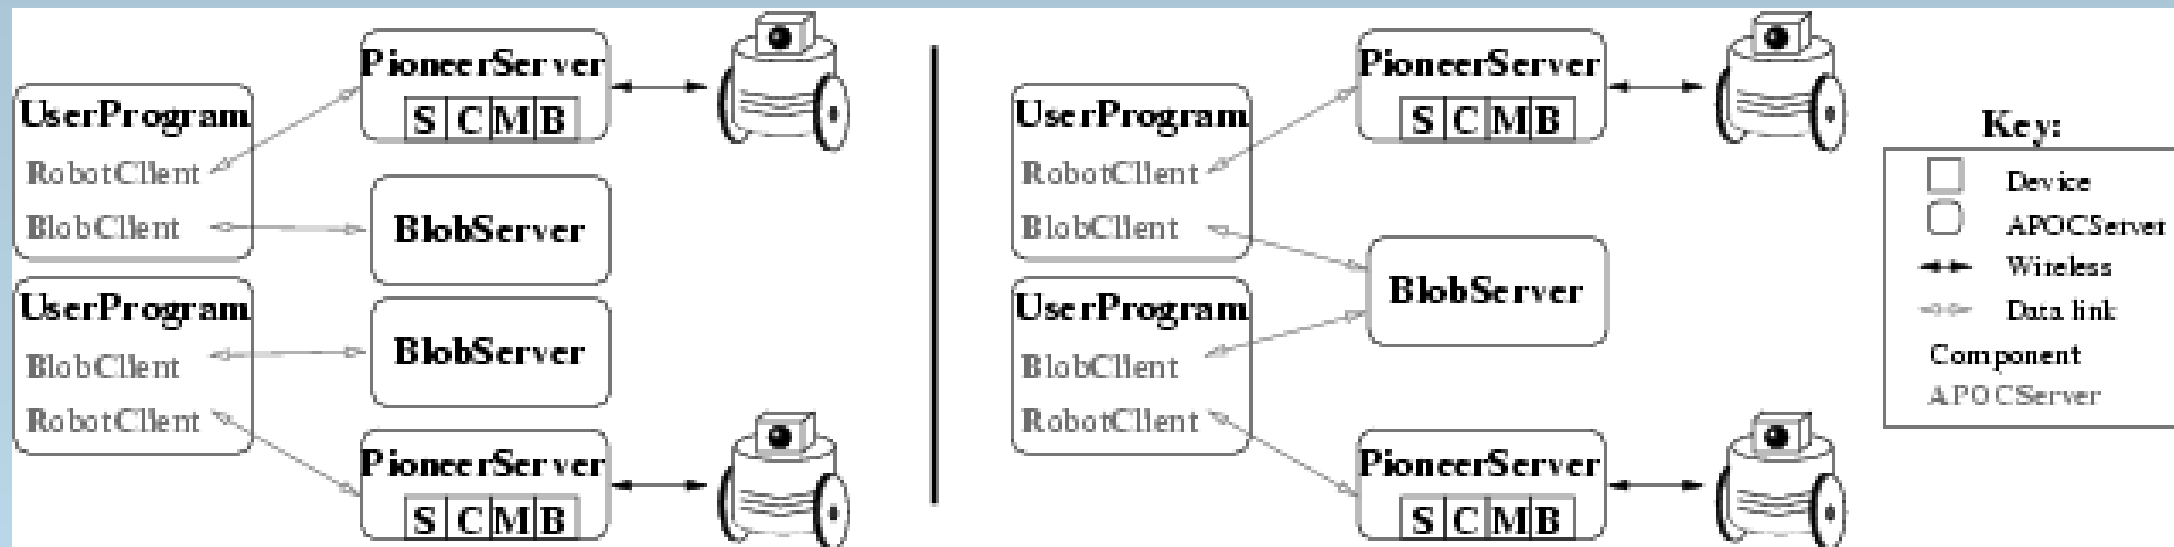 PioneerServer
S C M B
UserProgram
RobotClient
BlobClient
BlobServer
UserProgram
BlobClient
RobotClient
BlobServer
PioneerServer
S C M B
PioneerServer
S C M B
UserProgram
RobotClient
BlobClient
BlobServer
UserProgram
BlobClient
RobotClient
PioneerServer
S C M B
Key:
Device
APOCServer
Wireless
Data link
Component
APOCServer